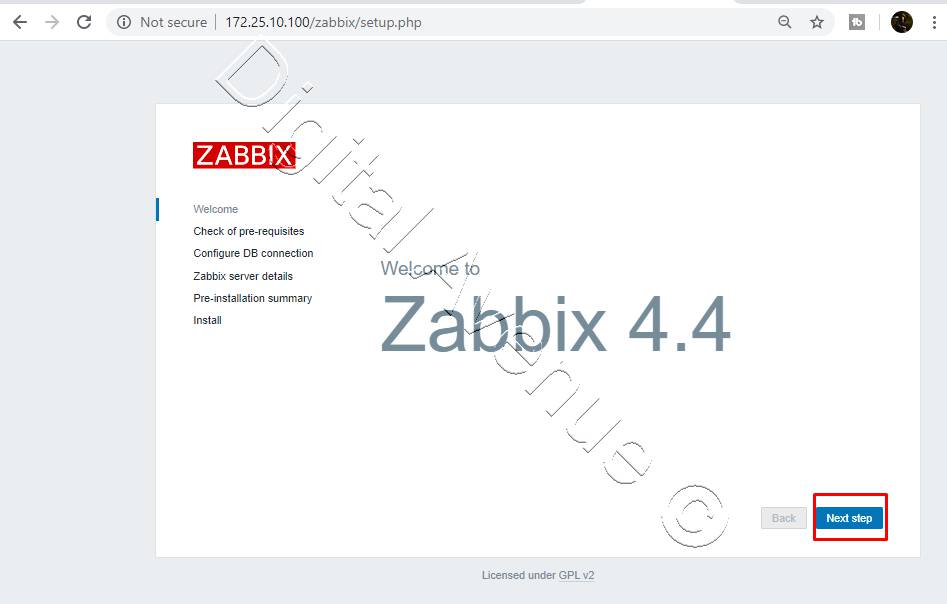 Not secure | 172.25.10.100/zabbix/setup.php
ZABBIX
Welcome
Check of pre-requisites
Configure DB connection
Zabbix server details
Pre-installation summary
Install
Welcome to
Zabbix 4.4
Digital Avenue ©
Back
Next step
Licensed under GPL v2